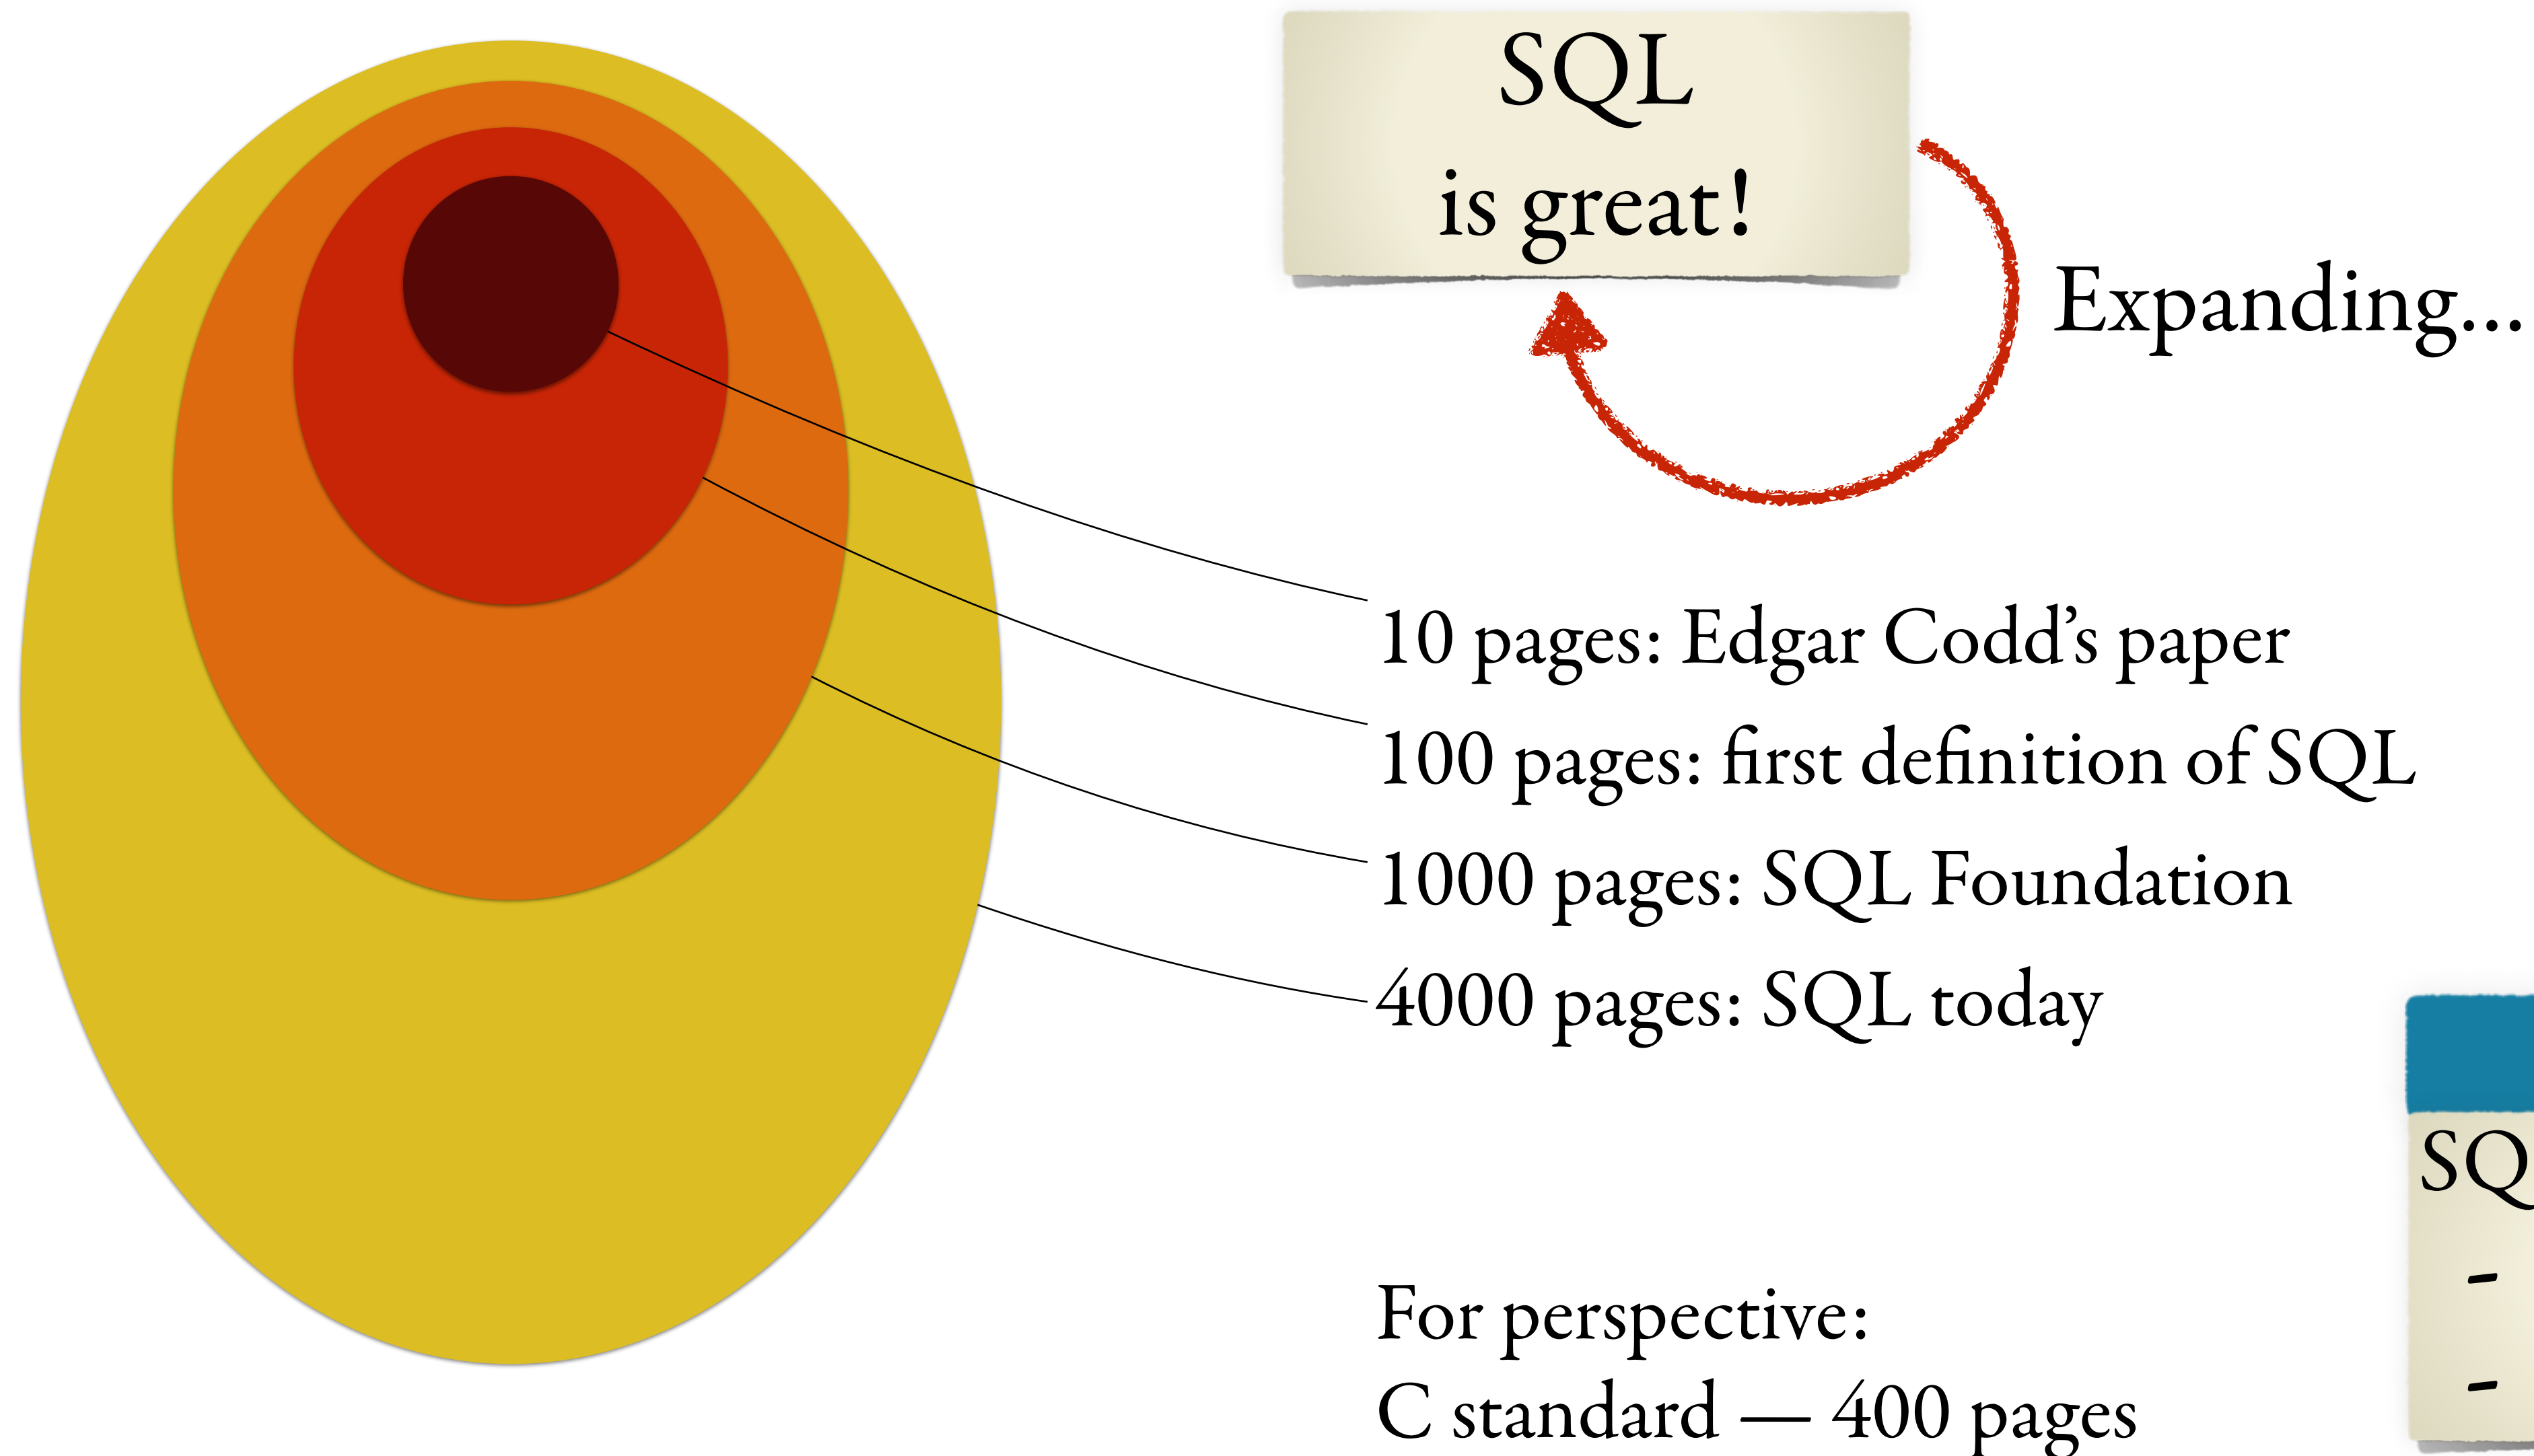 SQL
is great!
Expanding...
10 pages: Edgar Codd’s paper
100 pages: first definition of SQL
1000 pages: SQL Foundation
4000 pages: SQL today
For perspective:
C standard — 400 pages
SQ
-
-